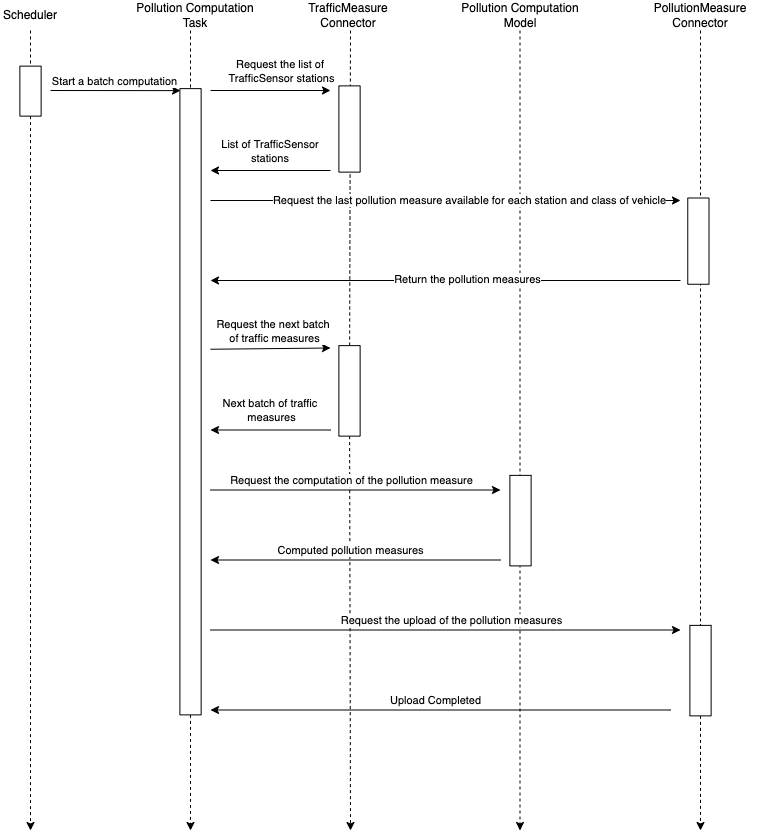 Scheduler
Pollution Computation
Task
TrafficMeasure
Connector
Pollution Computation
Model
PollutionMeasure
Connector
Start a batch computation
Request the list of
TrafficSensor stations
List of TrafficSensor
stations
Request the last pollution measure available for each station and class of vehicle
Return the pollution measures
Request the next batch
of traffic measures
Next batch of traffic
measures
Request the computation of the pollution measure
Computed pollution measures
Request the upload of the pollution measures
Upload Completed